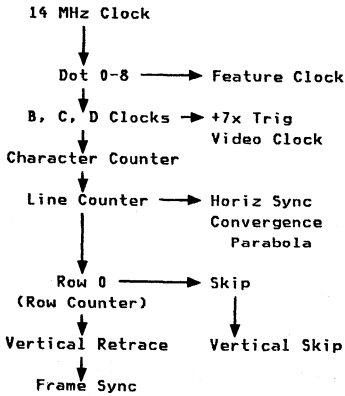 14 MHz Clock
Dot 0-8 Feature Clock
B, C, D Clocks +7x Trig
Video Clock
Character Counter
Line Counter Horiz Sync
Convergence
Parabola
Row 0 Skip
(Row Counter)
Vertical Retrace Vertical Skip
Frame Sync